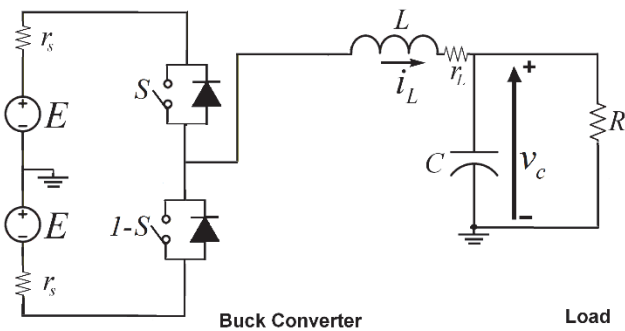 r_s
L
S
r_L
i_L
E
R
C
v_c
+
-
E
1-S
r_s
Buck Converter
Load